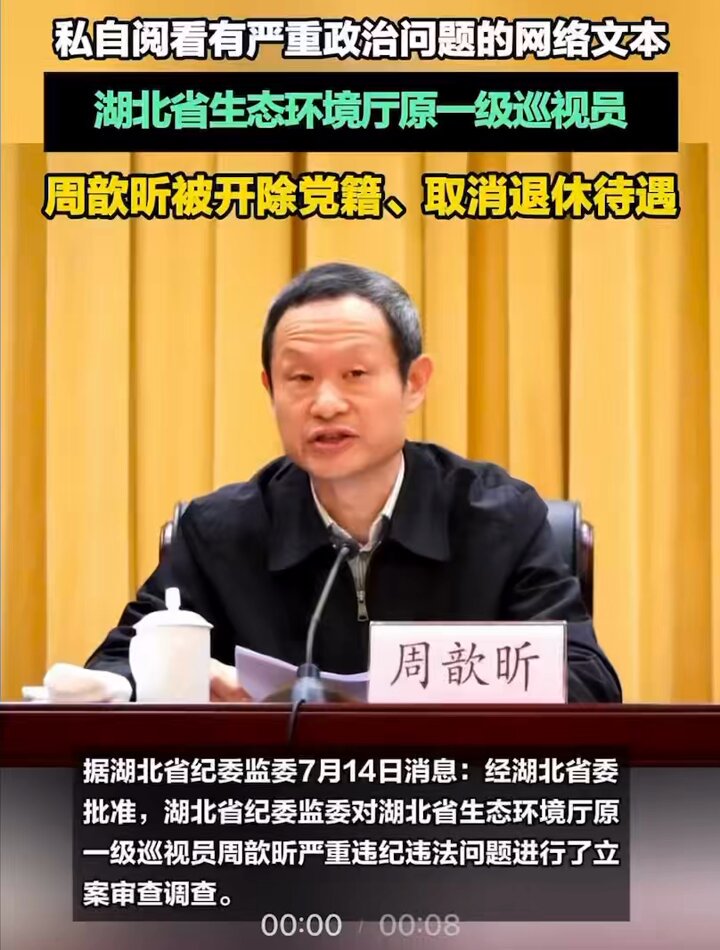 私自阅看有严重政治问题的网络文本
湖北省生态环境厅原一级巡视员
周歆昕被开除党籍、取消退休待遇
周歆昕
据湖北省纪委监委7月14日消息：经湖北省委
批准，湖北省纪委监委对湖北省生态环境厅原
一级巡视员周歆昕严重违纪违法问题进行了立
案审查调查。
00:00 / 00:08